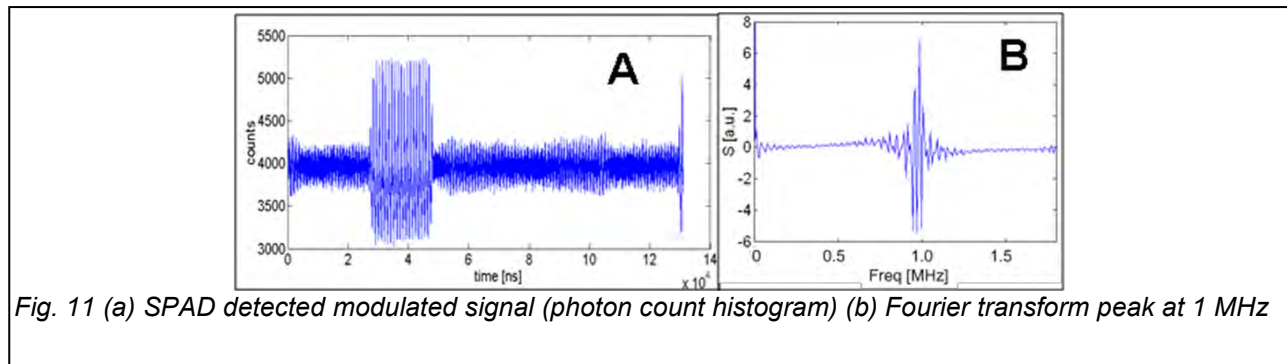 5500
5000
4500
4000
3500
3000
counts
A
0 2 4 6 8 10 12 14
time [ns]
x 10⁴
8
6
4
2
0
-2
-4
-6
S [a.u.]
B
0 0.5 1.0 1.5
Freq [MHz]
Fig. 11 (a) SPAD detected modulated signal (photon count histogram) (b) Fourier transform peak at 1 MHz